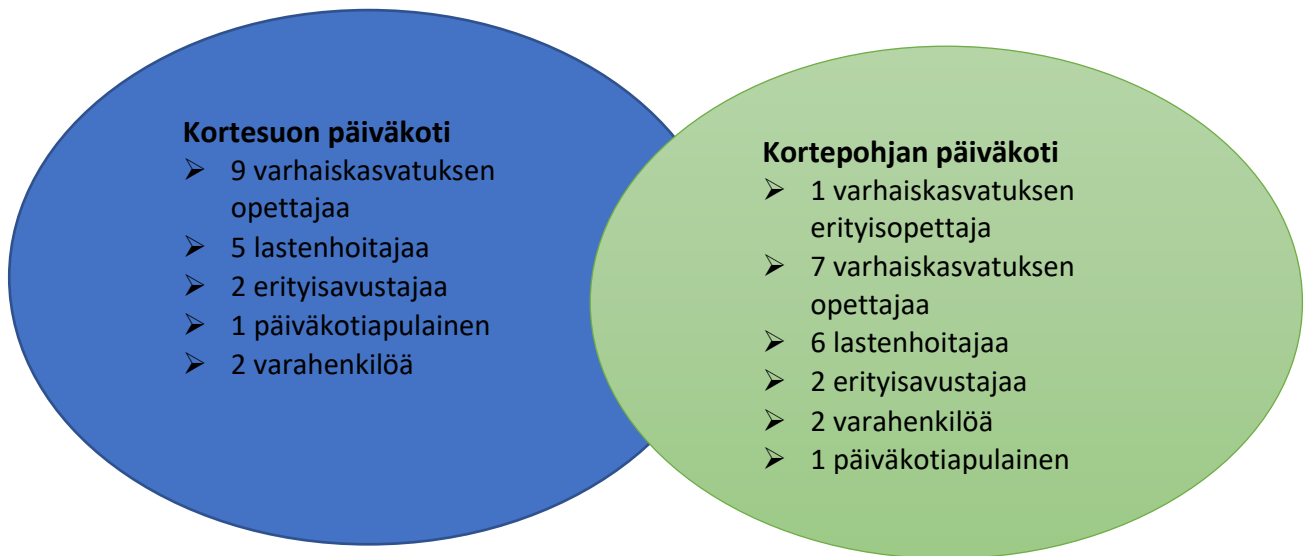 Kortesuon päiväkoti
➢ 9 varhaiskasvatuksen
opettajaa
➢ 5 lastenhoitajaa
➢ 2 erityisavustajaa
➢ 1 päiväkotiapulainen
➢ 2 varahenkilöä
Kortepohjan päiväkoti
➢ 1 varhaiskasvatuksen
erityisopettaja
➢ 7 varhaiskasvatuksen
opettajaa
➢ 6 lastenhoitajaa
➢ 2 erityisavustajaa
➢ 2 varahenkilöä
➢ 1 päiväkotiapulainen